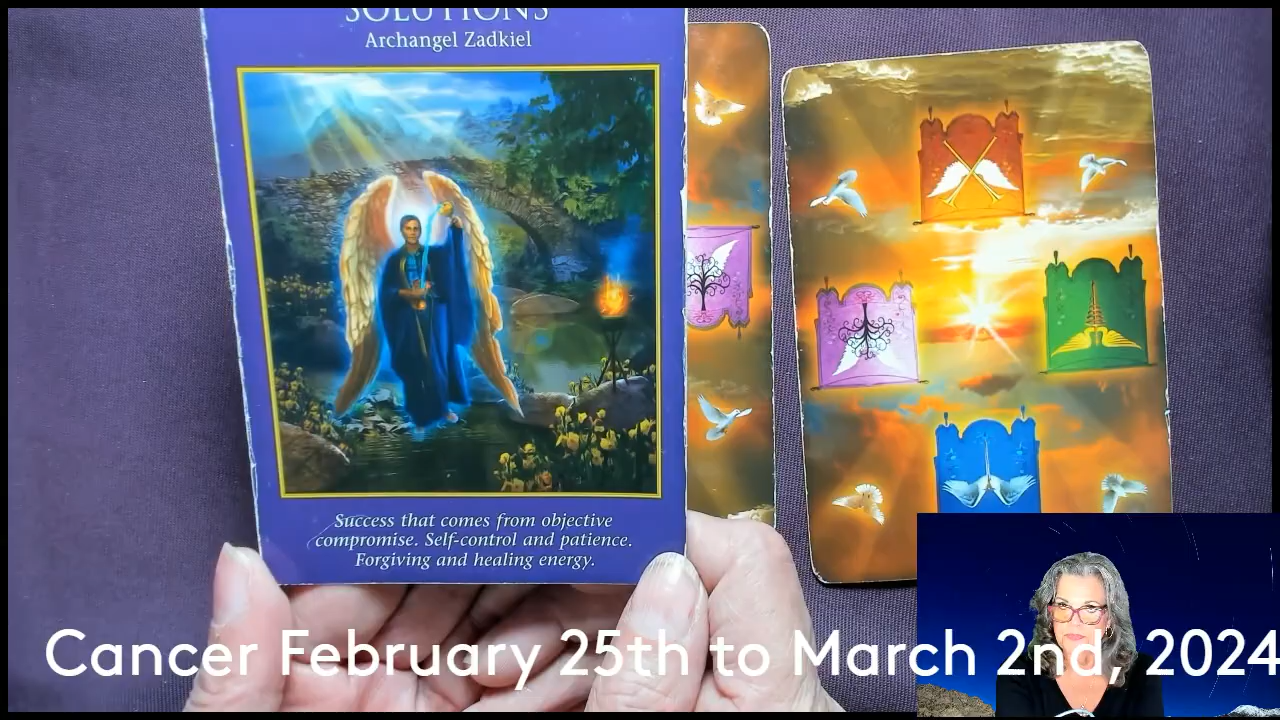 SOLUTIONS
Archangel Zadkiel
Success that comes from objective
compromise. Self-control and patience.
Forgiving and healing energy.
Cancer February 25th to March 2nd, 2024